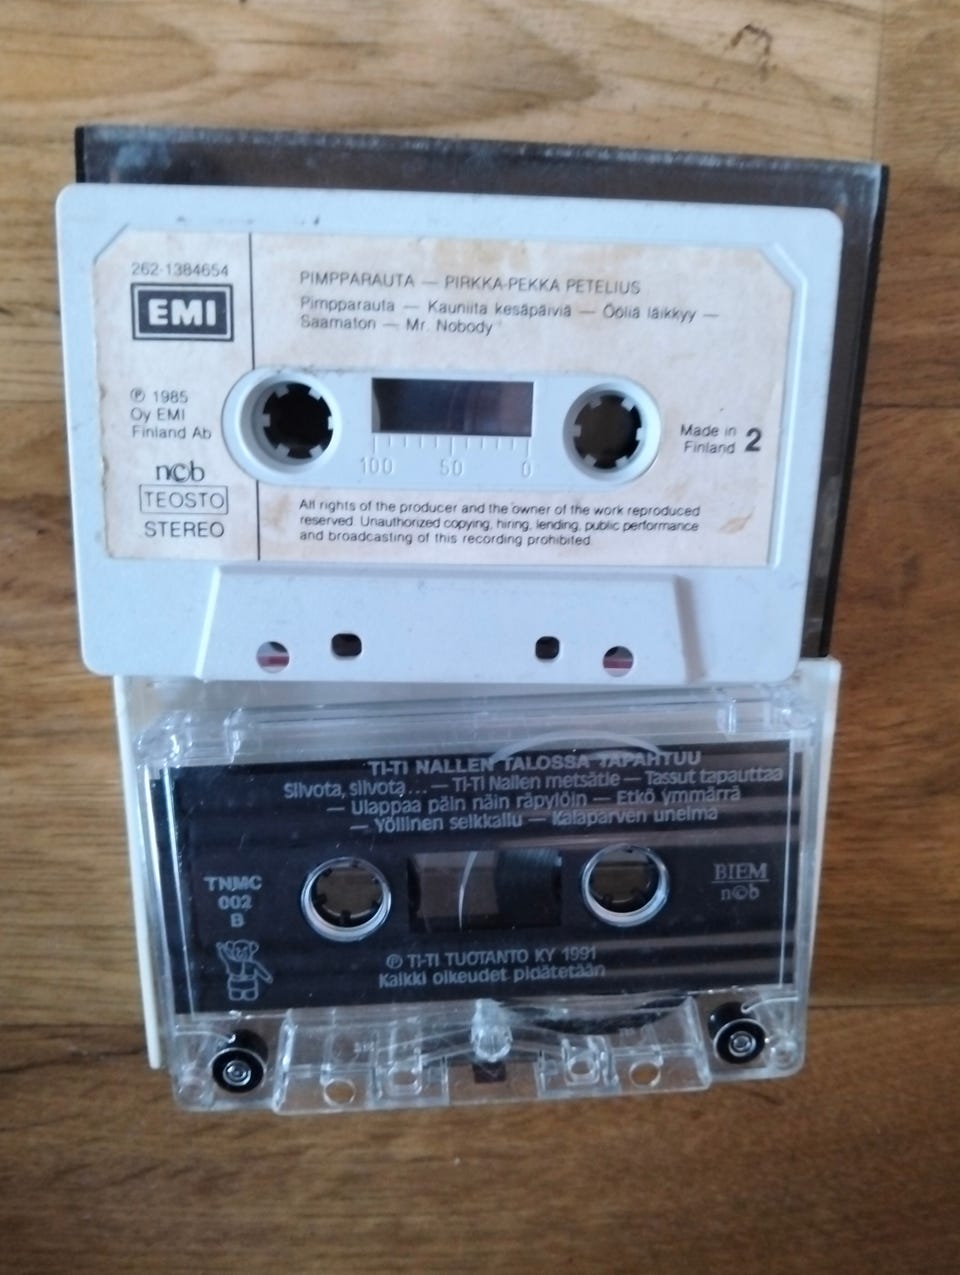 262-1384654
EMI
PIMPPARAUTA — PIRKKA-PEKKA PETELIUS
Pimpparauta — Kauniita kesäpäiviä — Ööliä läikkyy —
Saamaton — Mr. Nobody
℗ 1985
Oy EMI
Finland Ab
n©b
TEOSTO
STEREO
100 50 0
Made in
Finland 2
All rights of the producer and the owner of the work reproduced
reserved. Unauthorized copying, hiring, lending, public performance
and broadcasting of this recording prohibited.
TI-TI NALLEN TALOSSA TAPAHTUU
Siivota, siivota... — Ti-Ti Nallen metsätie — Tassut tapauttaa
— Ulappaa päin näin räpylöin — Etkö ymmärrä
— Yöllinen seikkailu — Kalaparven unelma
TNMC
002
B
BIEM
n©b
℗ TI-TI TUOTANTO KY 1991
Kaikki oikeudet pidätetään